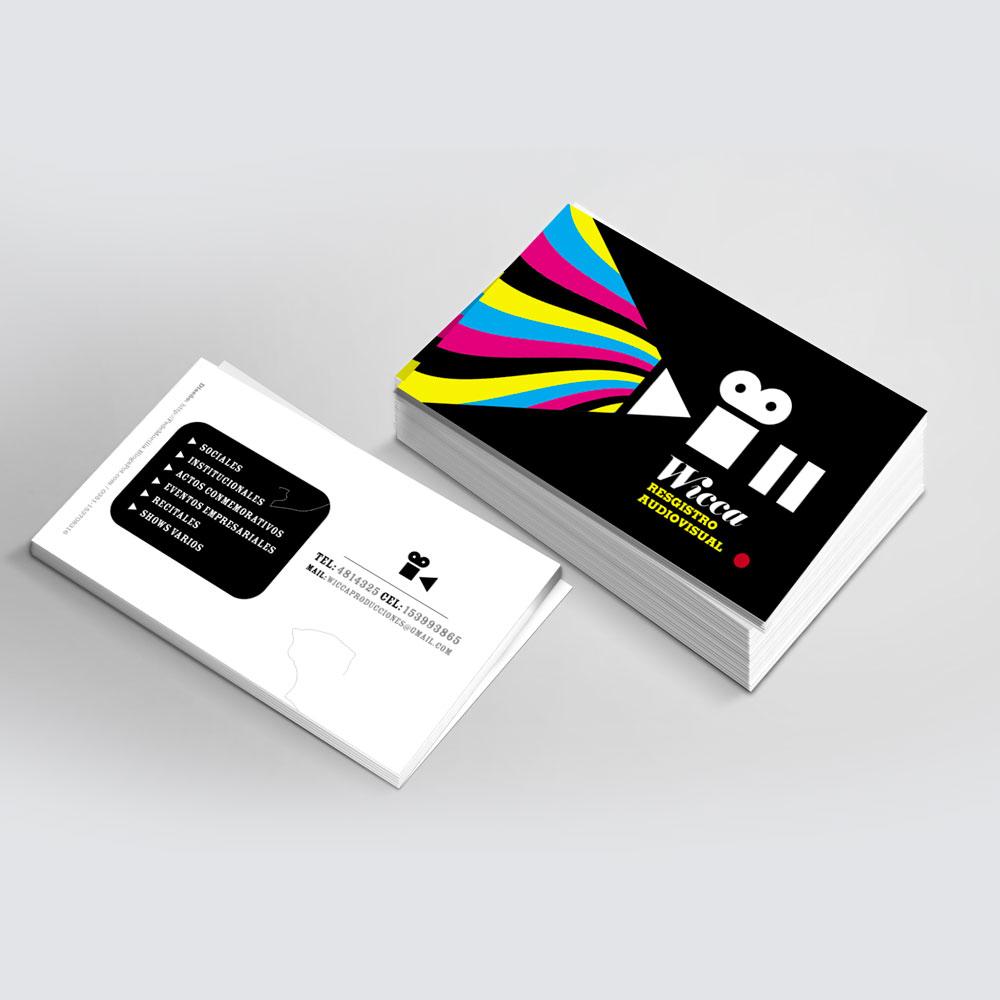 Wicca
RESGISTRO
AUDIOVISUAL
SOCIALES
INSTITUCIONALES
ACTOS CONMEMORATIVOS
EVENTOS EMPRESARIALES
RECITALES
SHOWS VARIOS
TEL: 4814325 CEL: 153993865
MAIL: WICCAPRODUCCIONES@GMAIL.COM
Diseño: